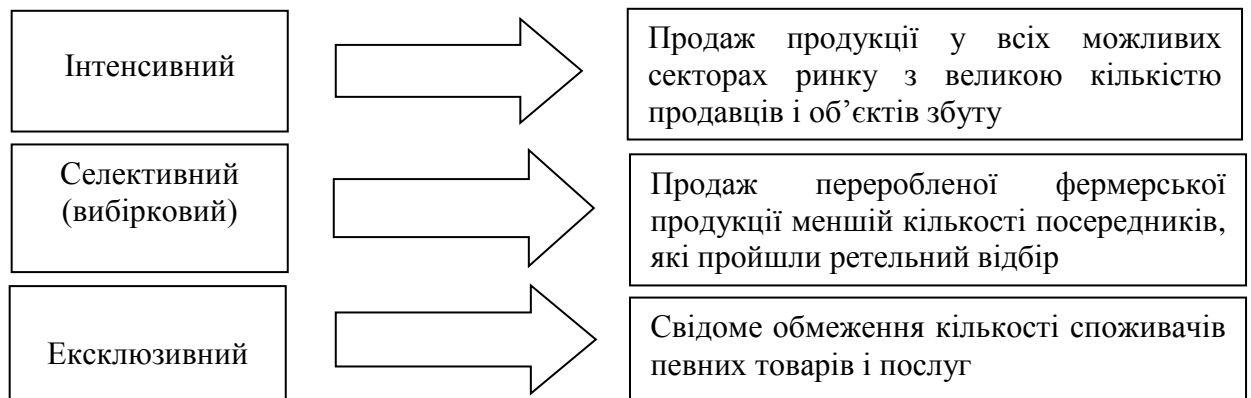 Інтенсивний
Продаж продукції у всіх можливих
секторах ринку з великою кількістю
продавців і об’єктів збуту
Селективний
(вибірковий)
Продаж переробленої фермерської
продукції меншій кількості посередників,
які пройшли ретельний відбір
Ексклюзивний
Свідоме обмеження кількості споживачів
певних товарів і послуг